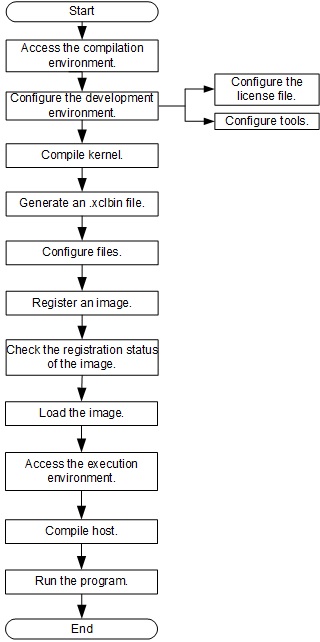 Start
Access the compilation
environment.
Configure the development
environment.
Configure the
license file.
Configure tools.
Compile kernel.
Generate an .xclbin file.
Configure files.
Register an image.
Check the registration status
of the image.
Load the image.
Access the execution
environment.
Compile host.
Run the program.
End